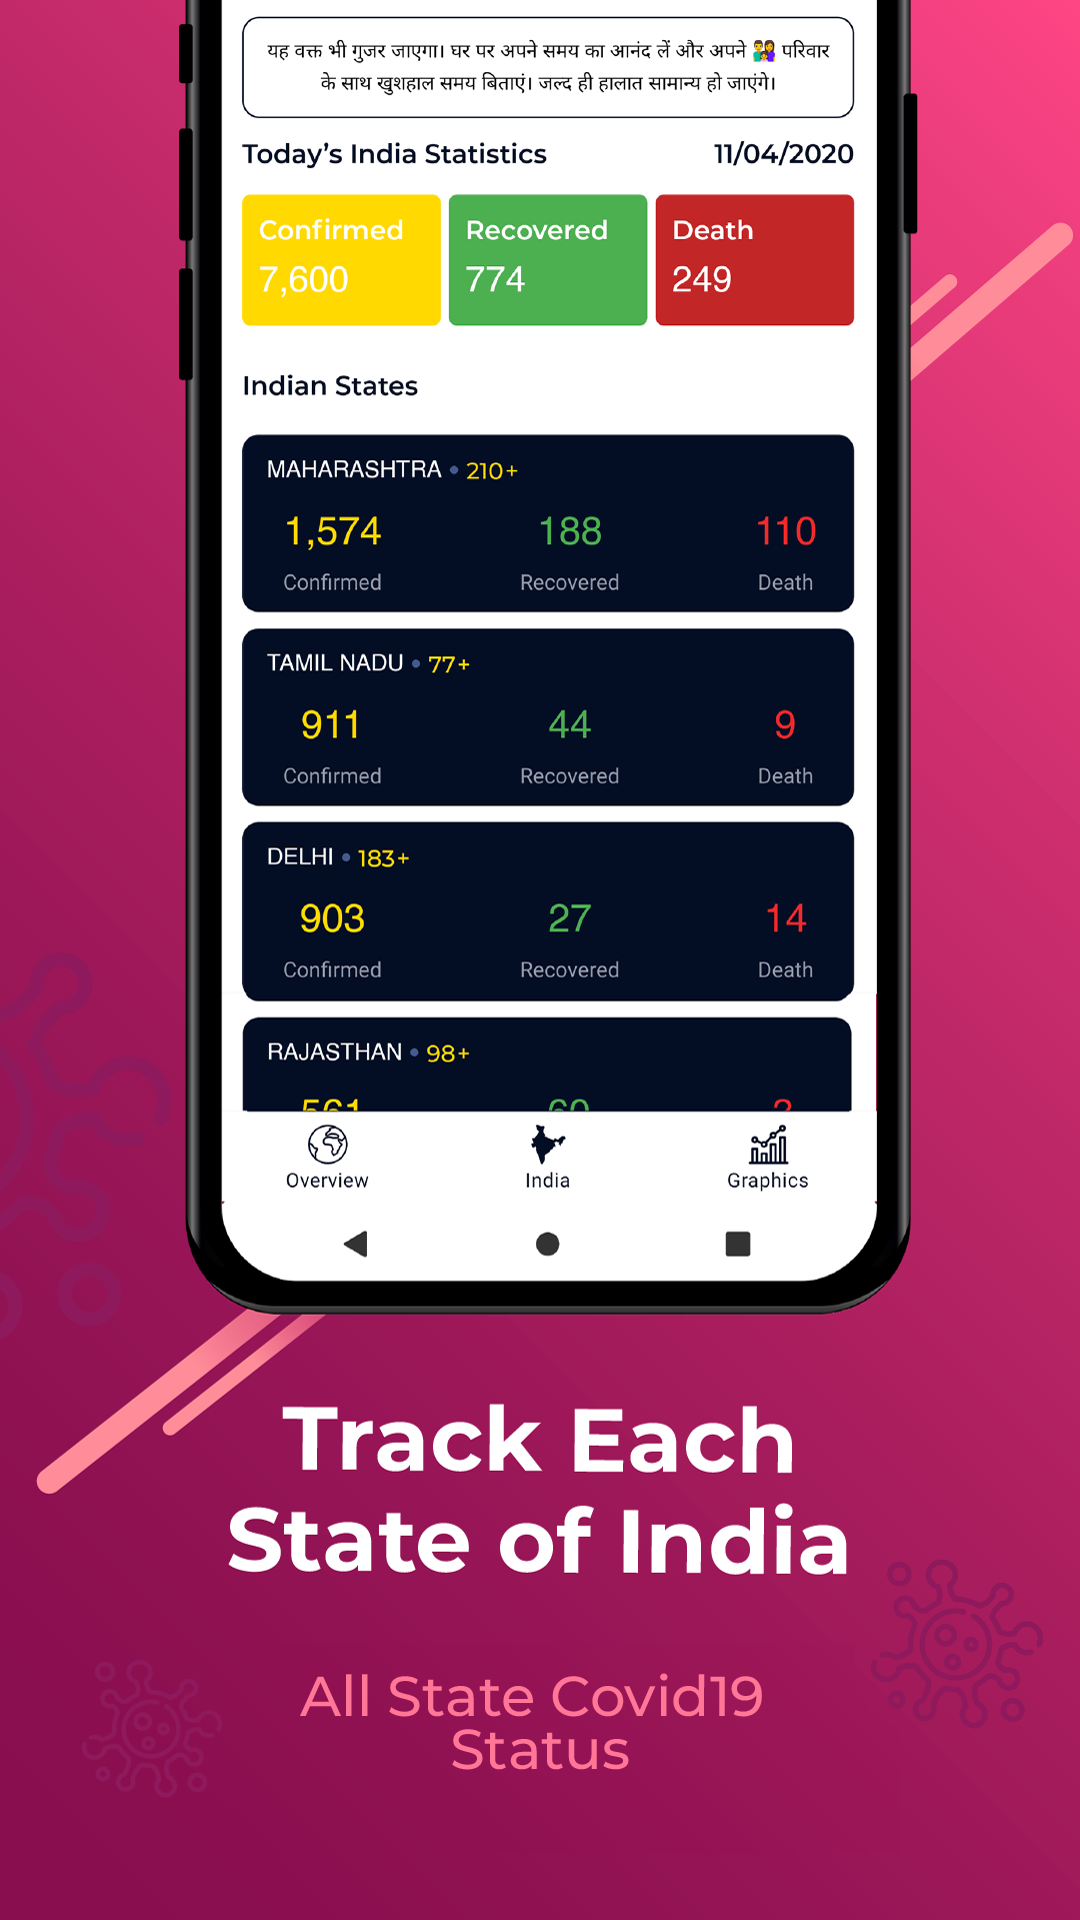 यह वक्त भी गुजर जाएगा। घर पर अपने समय का आनंद लें और अपने 👨‍👩‍👧 परिवार
के साथ खुशहाल समय बिताएं। जल्द ही हालात सामान्य हो जाएंगे।
Today’s India Statistics 11/04/2020
Confirmed Recovered Death
7,600 774 249
Indian States
MAHARASHTRA • 210+
1,574 188 110
Confirmed Recovered Death
TAMIL NADU • 77+
911 44 9
Confirmed Recovered Death
DELHI • 183+
903 27 14
Confirmed Recovered Death
RAJASTHAN • 98+
Overview India Graphics
Track Each
State of India
All State Covid19
Status